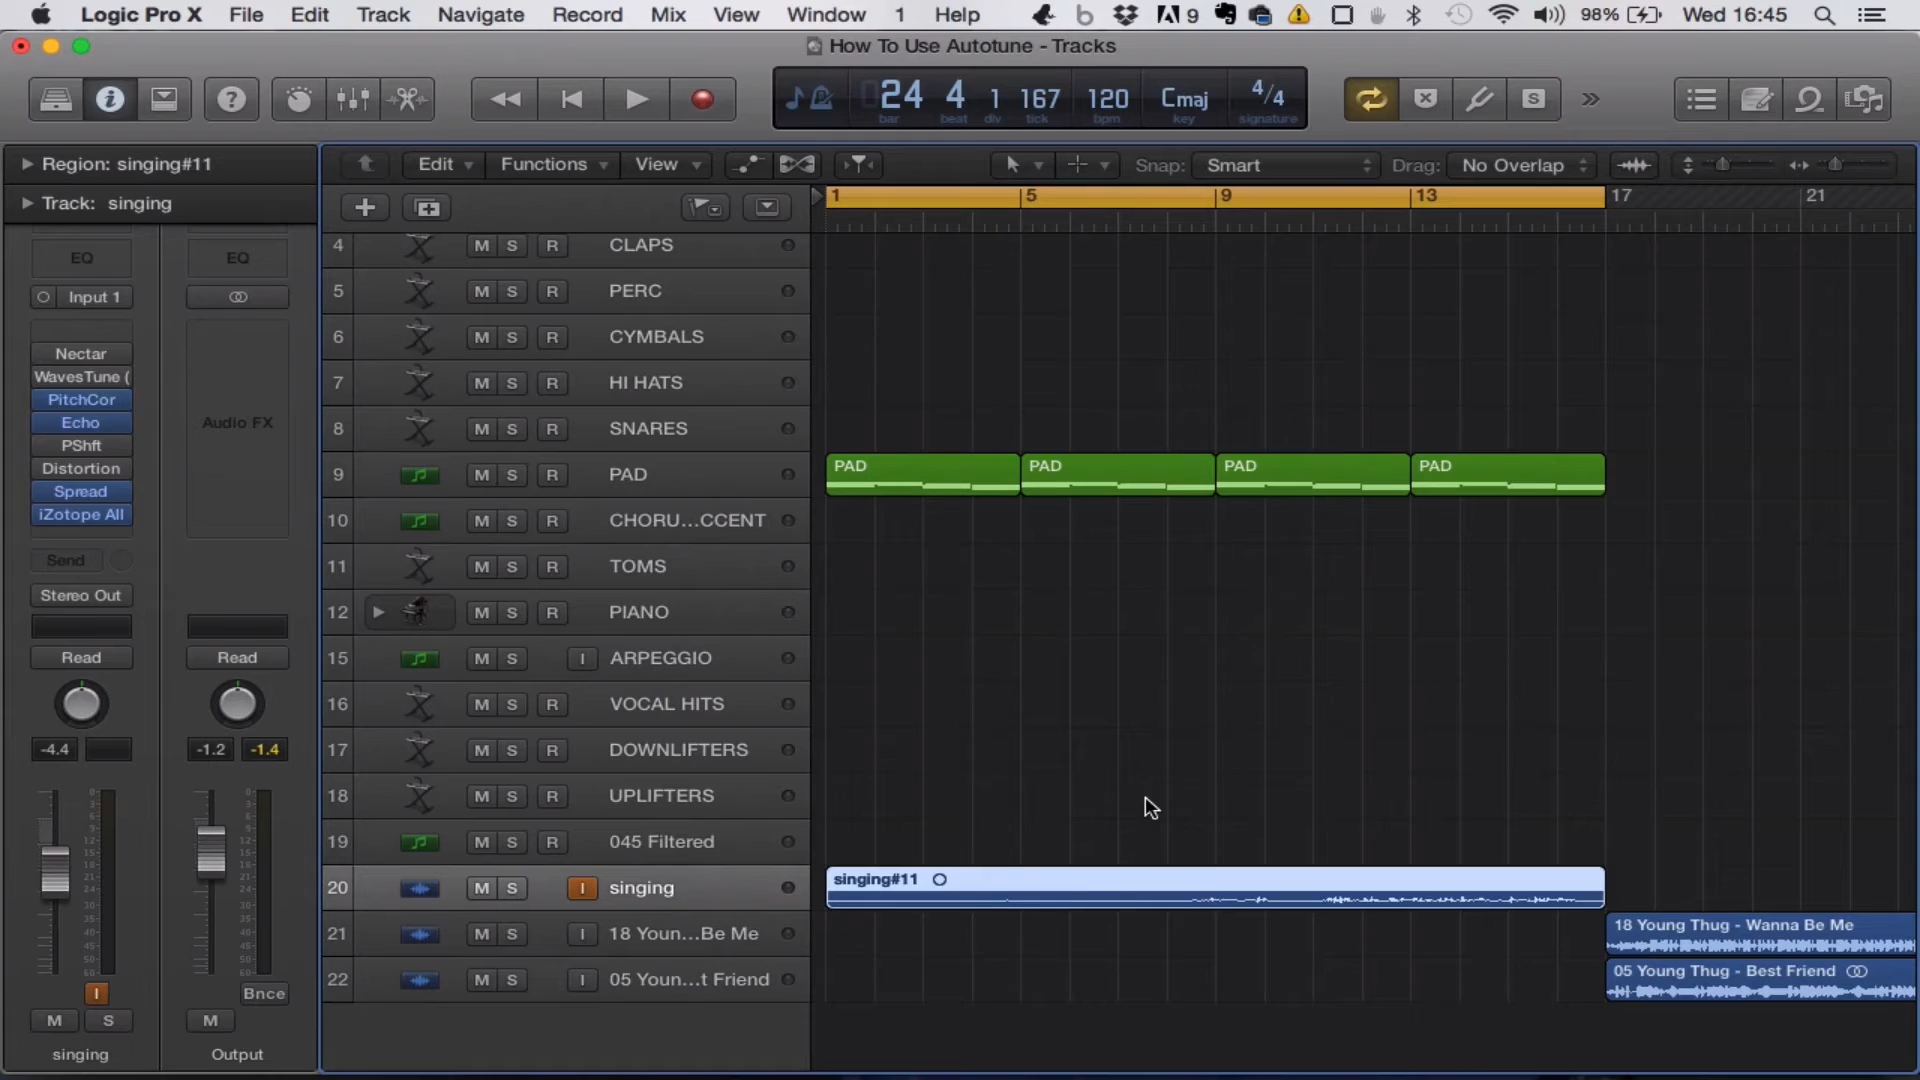 Logic Pro X File Edit Track Navigate Record Mix View Window 1 Help 9 98% Wed 16:45
How To Use Autotune - Tracks
24 4 1 167 120 Cmaj 4/4
bar beat div tick bpm key signature
S
Region: singing#11
Edit Functions View Snap: Smart Drag: No Overlap
Track: singing
1 5 9 13 17 21
EQ EQ
Input 1
Nectar
WavesTune (
PitchCor
Echo
Audio FX
PShft
Distortion
Spread
iZotope All
Send
Stereo Out
Read Read
-4.4 -1.2 -1.4
I Bnce
M S M
singing Output
4 M S R CLAPS
5 M S R PERC
6 M S R CYMBALS
7 M S R HI HATS
8 M S R SNARES
9 M S R PAD
10 M S R CHORU...CCENT
11 M S R TOMS
12 M S R PIANO
15 M S I ARPEGGIO
16 M S R VOCAL HITS
17 M S R DOWNLIFTERS
18 M S R UPLIFTERS
19 M S R 045 Filtered
20 M S I singing
21 M S I 18 Youn...Be Me
22 M S I 05 Youn...t Friend
PAD PAD PAD PAD
singing#11
18 Young Thug - Wanna Be Me
05 Young Thug - Best Friend